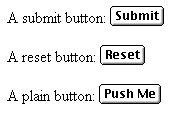 A submit button: Submit
A reset button: Reset
A plain button: Push Me